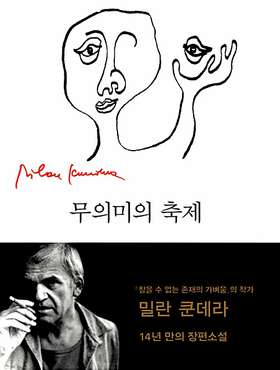 Milan Kundera
무의미의 축제
『참을 수 없는 존재의 가벼움』의 작가
밀란 쿤데라
14년 만의 장편소설